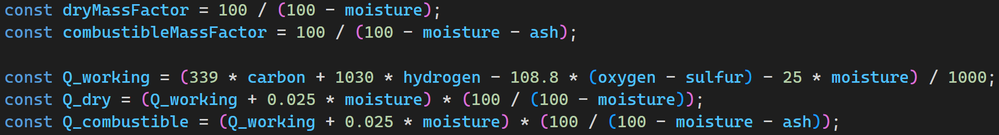 const dryMassFactor = 100 / (100 - moisture);
const combustibleMassFactor = 100 / (100 - moisture - ash);
const Q_working = (339 * carbon + 1030 * hydrogen - 108.8 * (oxygen - sulfur) - 25 * moisture) / 1000;
const Q_dry = (Q_working + 0.025 * moisture) * (100 / (100 - moisture));
const Q_combustible = (Q_working + 0.025 * moisture) * (100 / (100 - moisture - ash));